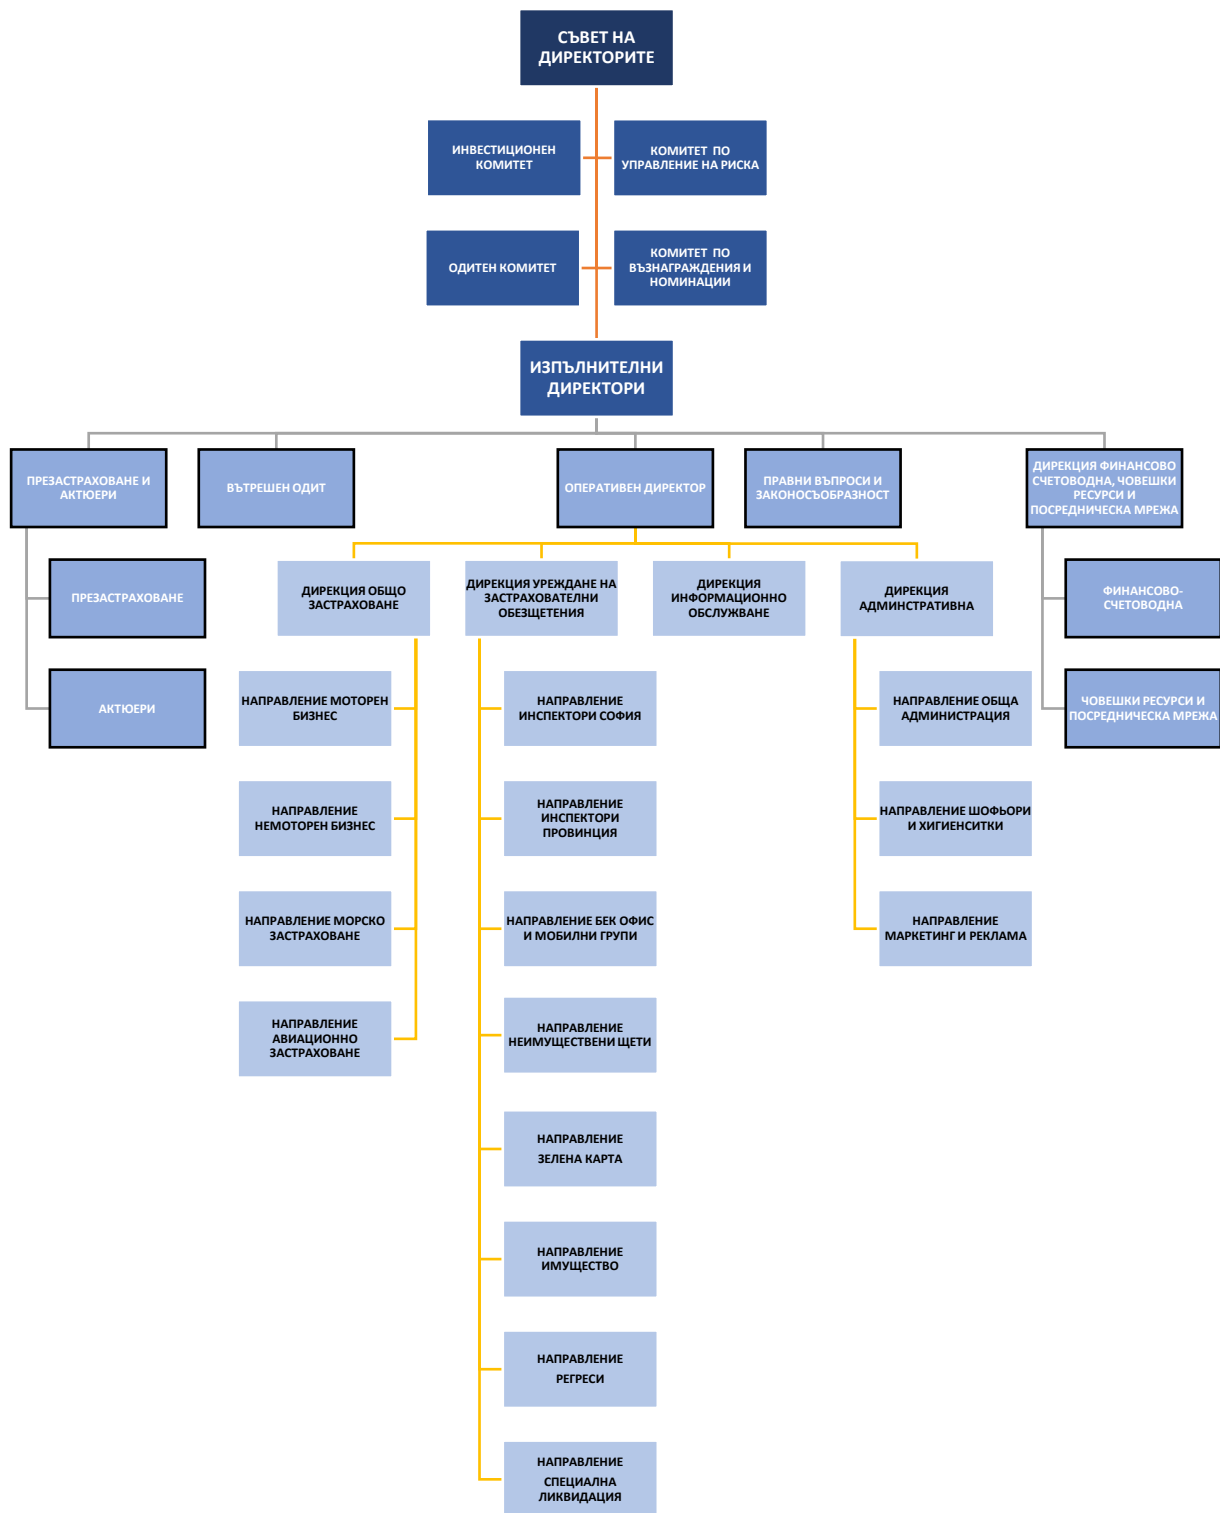 СЪВЕТ НА
ДИРЕКТОРИТЕ
ИНВЕСТИЦИОНЕН
КОМИТЕТ
КОМИТЕТ ПО
УПРАВЛЕНИЕ НА РИСКА
ОДИТЕН КОМИТЕТ
КОМИТЕТ ПО
ВЪЗНАГРАЖДЕНИЯ И
НОМИНАЦИИ
ИЗПЪЛНИТЕЛНИ
ДИРЕКТОРИ
ПРЕЗАСТРАХОВАНЕ И
АКТЮЕРИ
ВЪТРЕШЕН ОДИТ
ОПЕРАТИВЕН ДИРЕКТОР
ПРАВНИ ВЪПРОСИ И
ЗАКОНОСЪОБРАЗНОСТ
ДИРЕКЦИЯ ФИНАНСОВО
СЧЕТОВОДНА, ЧОВЕШКИ
РЕСУРСИ И
ПОСРЕДНИЧЕСКА МРЕЖА
ПРЕЗАСТРАХОВАНЕ
АКТЮЕРИ
ДИРЕКЦИЯ ОБЩО
ЗАСТРАХОВАНЕ
ДИРЕКЦИЯ УРЕЖДАНЕ НА
ЗАСТРАХОВАТЕЛНИ
ОБЕЗЩЕТЕНИЯ
ДИРЕКЦИЯ
ИНФОРМАЦИОННО
ОБСЛУЖВАНЕ
ДИРЕКЦИЯ
АДМИНСТРАТИВНА
ФИНАНСОВО-
СЧЕТОВОДНА
ЧОВЕШКИ РЕСУРСИ И
ПОСРЕДНИЧЕСКА МРЕЖА
НАПРАВЛЕНИЕ МОТОРЕН
БИЗНЕС
НАПРАВЛЕНИЕ
НЕМОТОРЕН БИЗНЕС
НАПРАВЛЕНИЕ МОРСКО
ЗАСТРАХОВАНЕ
НАПРАВЛЕНИЕ
АВИАЦИОННО
ЗАСТРАХОВАНЕ
НАПРАВЛЕНИЕ
ИНСПЕКТОРИ СОФИЯ
НАПРАВЛЕНИЕ
ИНСПЕКТОРИ
ПРОВИНЦИЯ
НАПРАВЛЕНИЕ БЕК ОФИС
И МОБИЛНИ ГРУПИ
НАПРАВЛЕНИЕ
НЕИМУЩЕСТВЕНИ ЩЕТИ
НАПРАВЛЕНИЕ
ЗЕЛЕНА КАРТА
НАПРАВЛЕНИЕ
ИМУЩЕСТВО
НАПРАВЛЕНИЕ
РЕГРЕСИ
НАПРАВЛЕНИЕ
СПЕЦИАЛНА
ЛИКВИДАЦИЯ
НАПРАВЛЕНИЕ ОБЩА
АДМИНИСТРАЦИЯ
НАПРАВЛЕНИЕ ШОФЬОРИ
И ХИГИЕНСИТКИ
НАПРАВЛЕНИЕ
МАРКЕТИНГ И РЕКЛАМА